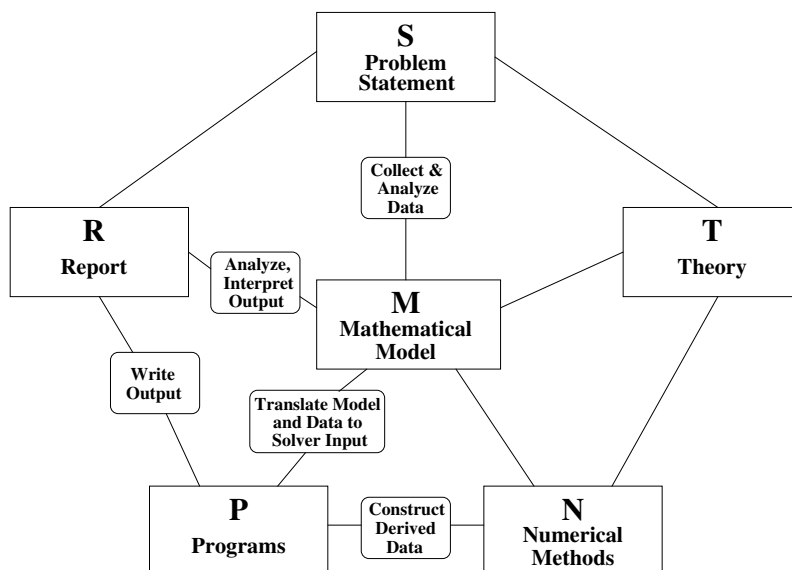 S
Problem
Statement
Collect &
Analyze
Data
R
Report
T
Theory
Analyze,
Interpret
Output
M
Mathematical
Model
Write
Output
Translate Model
and Data to
Solver Input
P
Programs
Construct
Derived
Data
N
Numerical
Methods